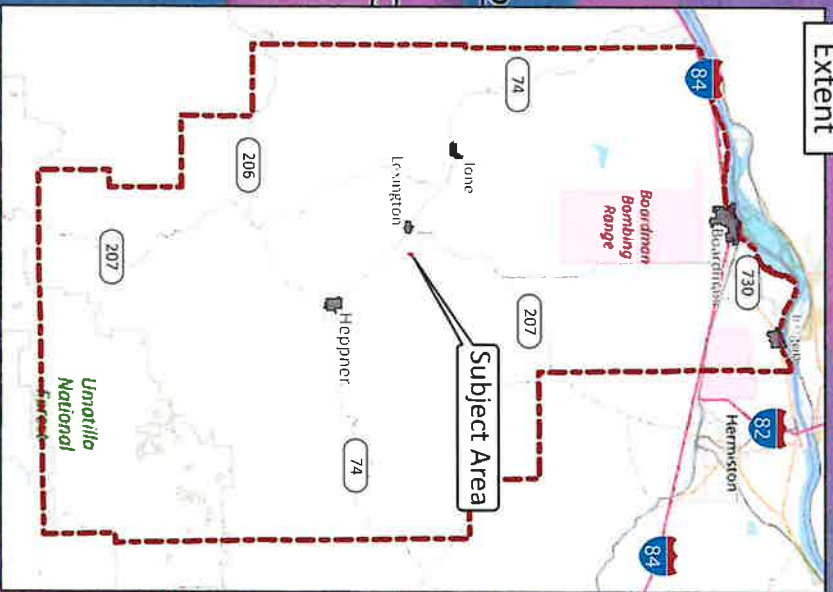 Extent
84
82
Hermiston
84
730
Boardman
Boardman
Bombing
Range
74
Ione
Lexington
207
Subject Area
Heppner
74
206
207
Umatilla
National